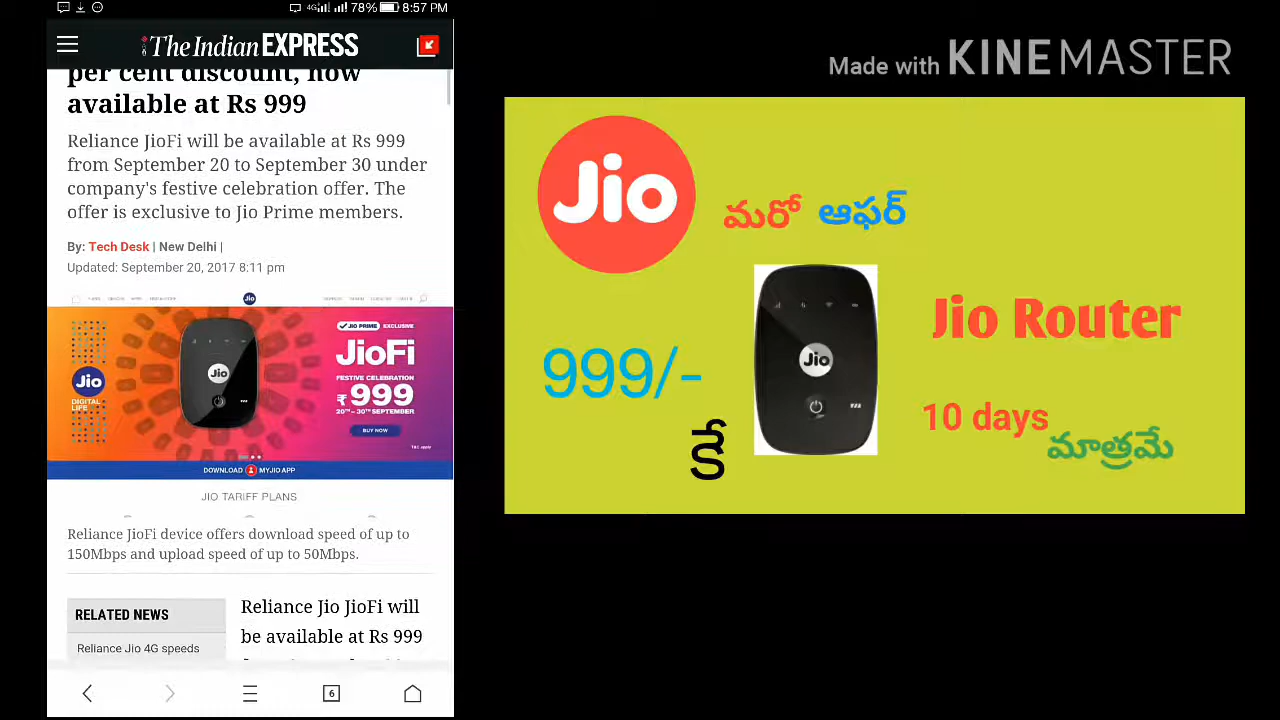 78% 8:57 PM
The Indian EXPRESS
per cent discount, now
available at Rs 999
Reliance JioFi will be available at Rs 999
from September 20 to September 30 under
company's festive celebration offer. The
offer is exclusive to Jio Prime members.
By: Tech Desk | New Delhi |
Updated: September 20, 2017 8:11 pm
Jio
JIO PRIME EXCLUSIVE
JioFi
FESTIVE CELEBRATION
₹999
20TH - 30TH SEPTEMBER
BUY NOW
Jio
DIGITAL
LIFE
Jio
DOWNLOAD MYJIO APP
JIO TARIFF PLANS
Reliance JioFi device offers download speed of up to
150Mbps and upload speed of up to 50Mbps.
RELATED NEWS
Reliance Jio 4G speeds
Reliance Jio JioFi will
be available at Rs 999
6
Made with KINEMASTER
Jio
మరో ఆఫర్
Jio Router
999/-
కే
Jio
10 days
మాత్రమే